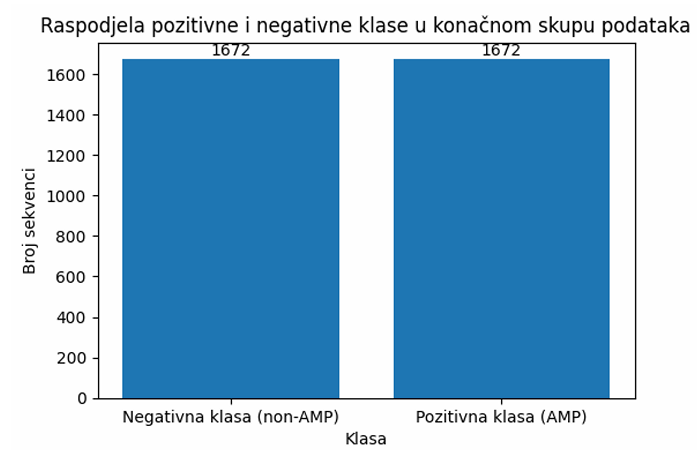 Raspodjela pozitivne i negativne klase u konačnom skupu podataka
1672 1672
1600
1400
1200
1000
800
600
400
200
0
Broj sekvenci
Negativna klasa (non-AMP) Pozitivna klasa (AMP)
Klasa